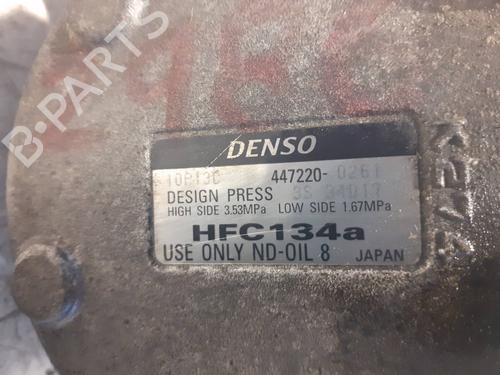 B-PARTS
DENSO
10P13C 447220-0261
DESIGN PRESS
HIGH SIDE 3.53MPa LOW SIDE 1.67MPa
HFC134a
USE ONLY ND-OIL 8 JAPAN